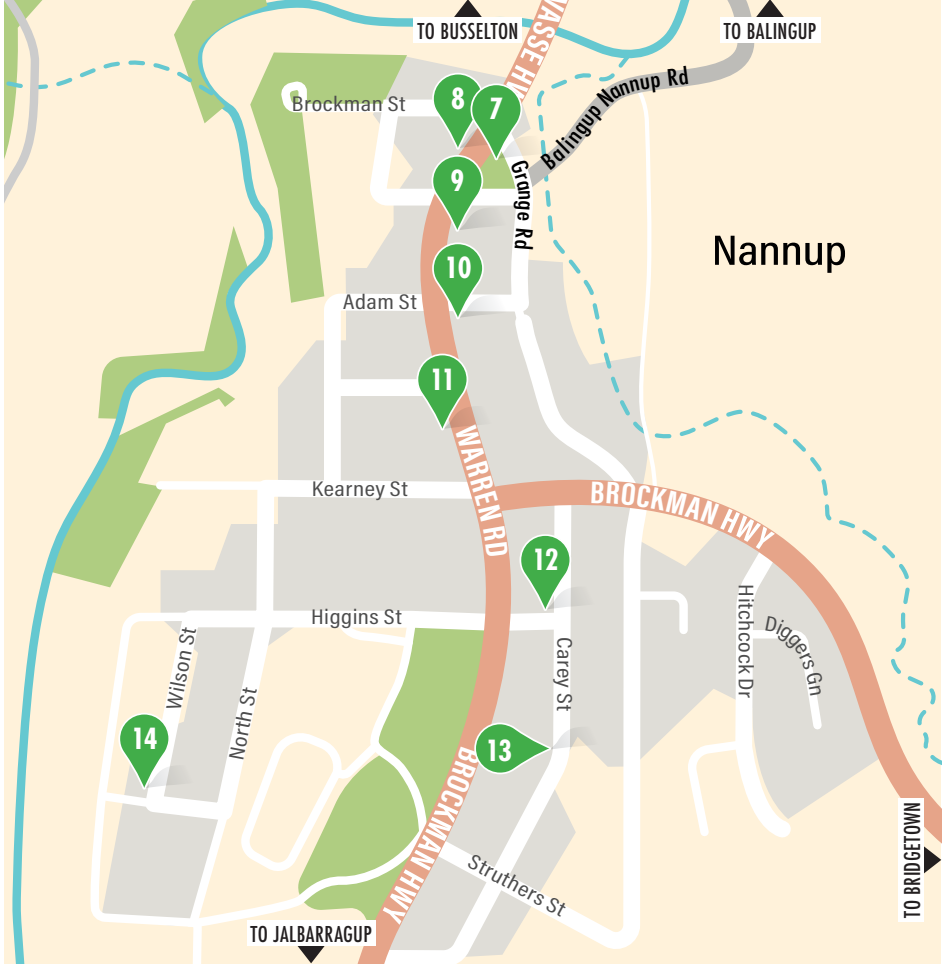 TO BUSSELTON
VASSE HW
TO BALINGUP
Balingup Nannup Rd
Brockman St
8
7
9
Grange Rd
Nannup
10
Adam St
11
WARREN RD
Kearney St
BROCKMAN HWY
12
Higgins St
Hitchcock Dr
Diggers Gn
Wilson St
Carey St
North St
14
13
BROCKMAN HWY
Struthers St
TO BRIDGETOWN
TO JALBARRAGUP